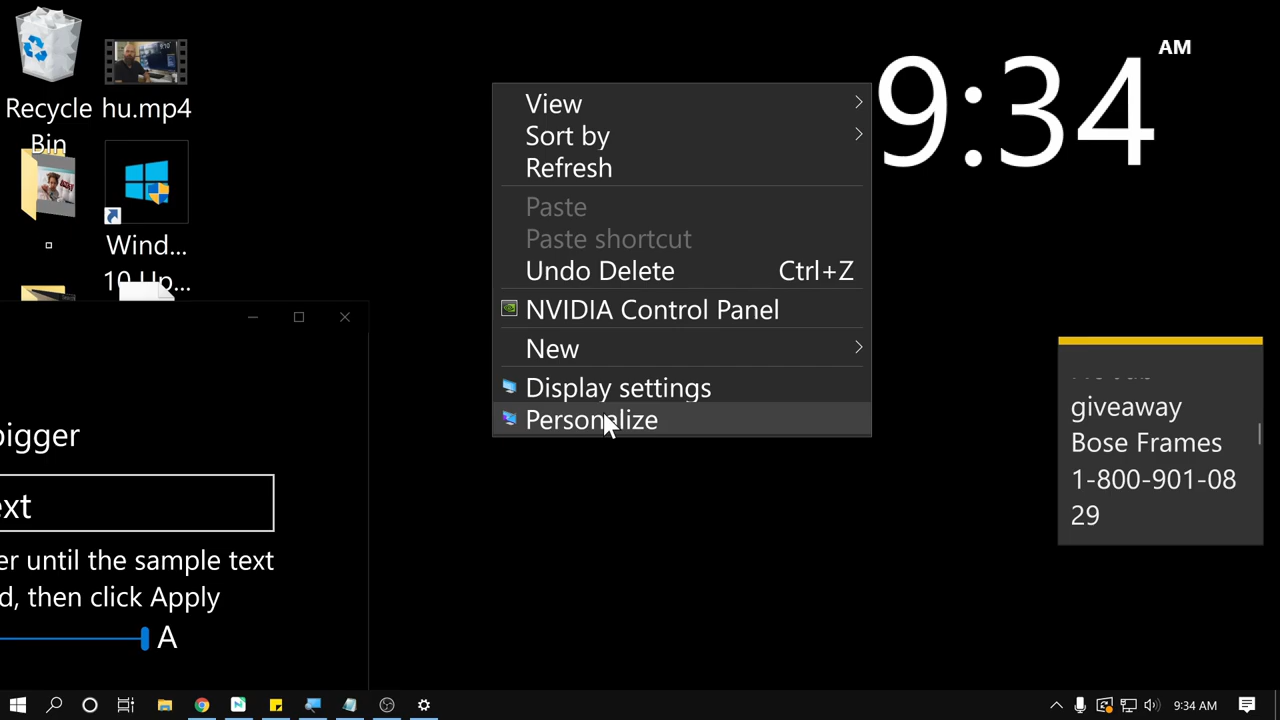 Recycle
Bin
hu.mp4
Wind...
10 Up...
View
Sort by
Refresh
Paste
Paste shortcut
Undo Delete Ctrl+Z
NVIDIA Control Panel
New
Display settings
Personalize
9:34 AM
giveaway
Bose Frames
1-800-901-08
29
bigger
ext
er until the sample text
d, then click Apply
A
9:34 AM